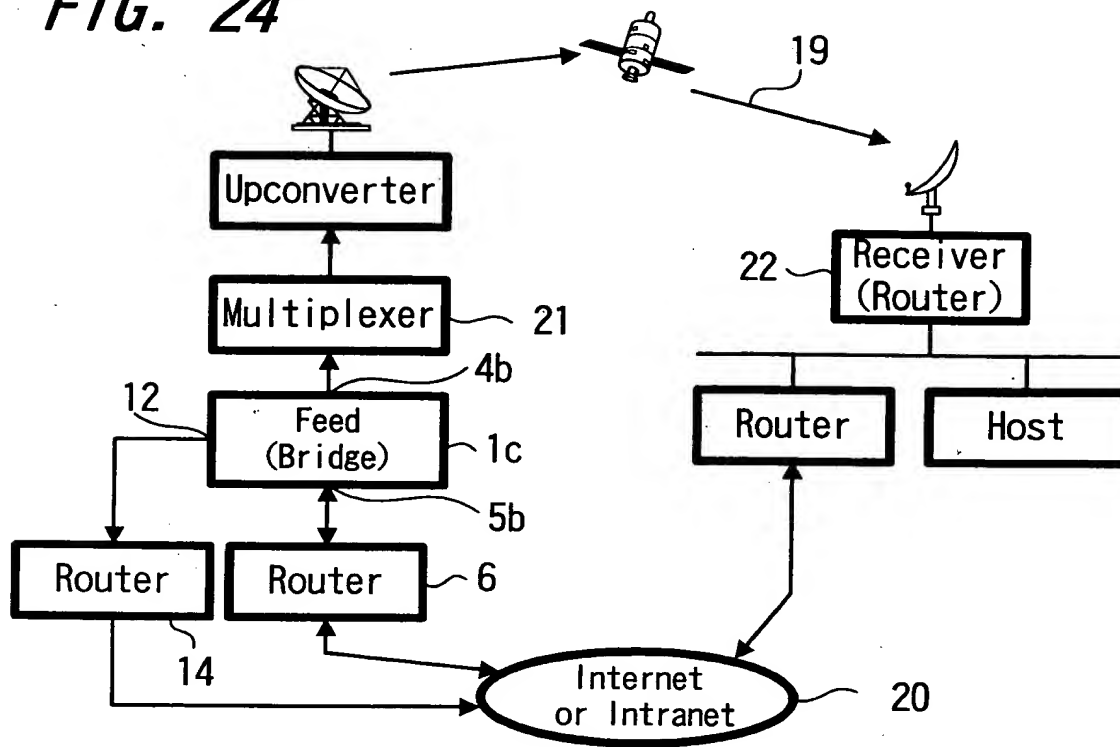 FIG. 24
19
Upconverter
22
Receiver
(Router)
Multiplexer
21
4b
12
Feed
(Bridge)
1c
Router
Host
5b
Router
Router
6
14
Internet
or Intranet
20